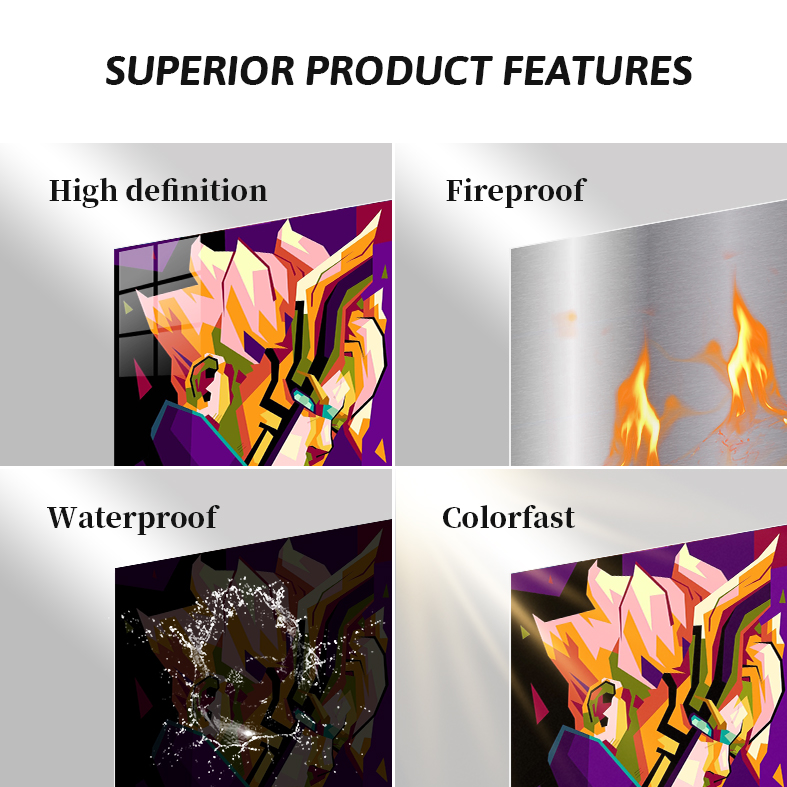 SUPERIOR PRODUCT FEATURES
High definition
Fireproof
Waterproof
Colorfast